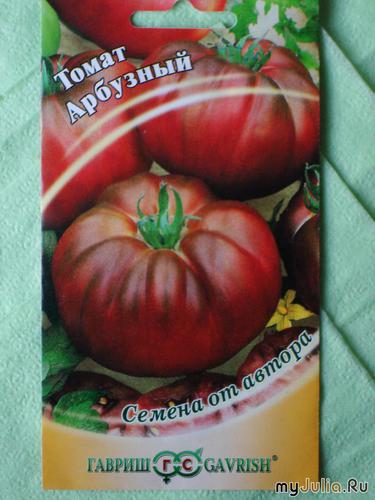 Томат
Арбузный
Семена от автора
ГАВРИШ ГС GAVRISH®
myJulia.Ru